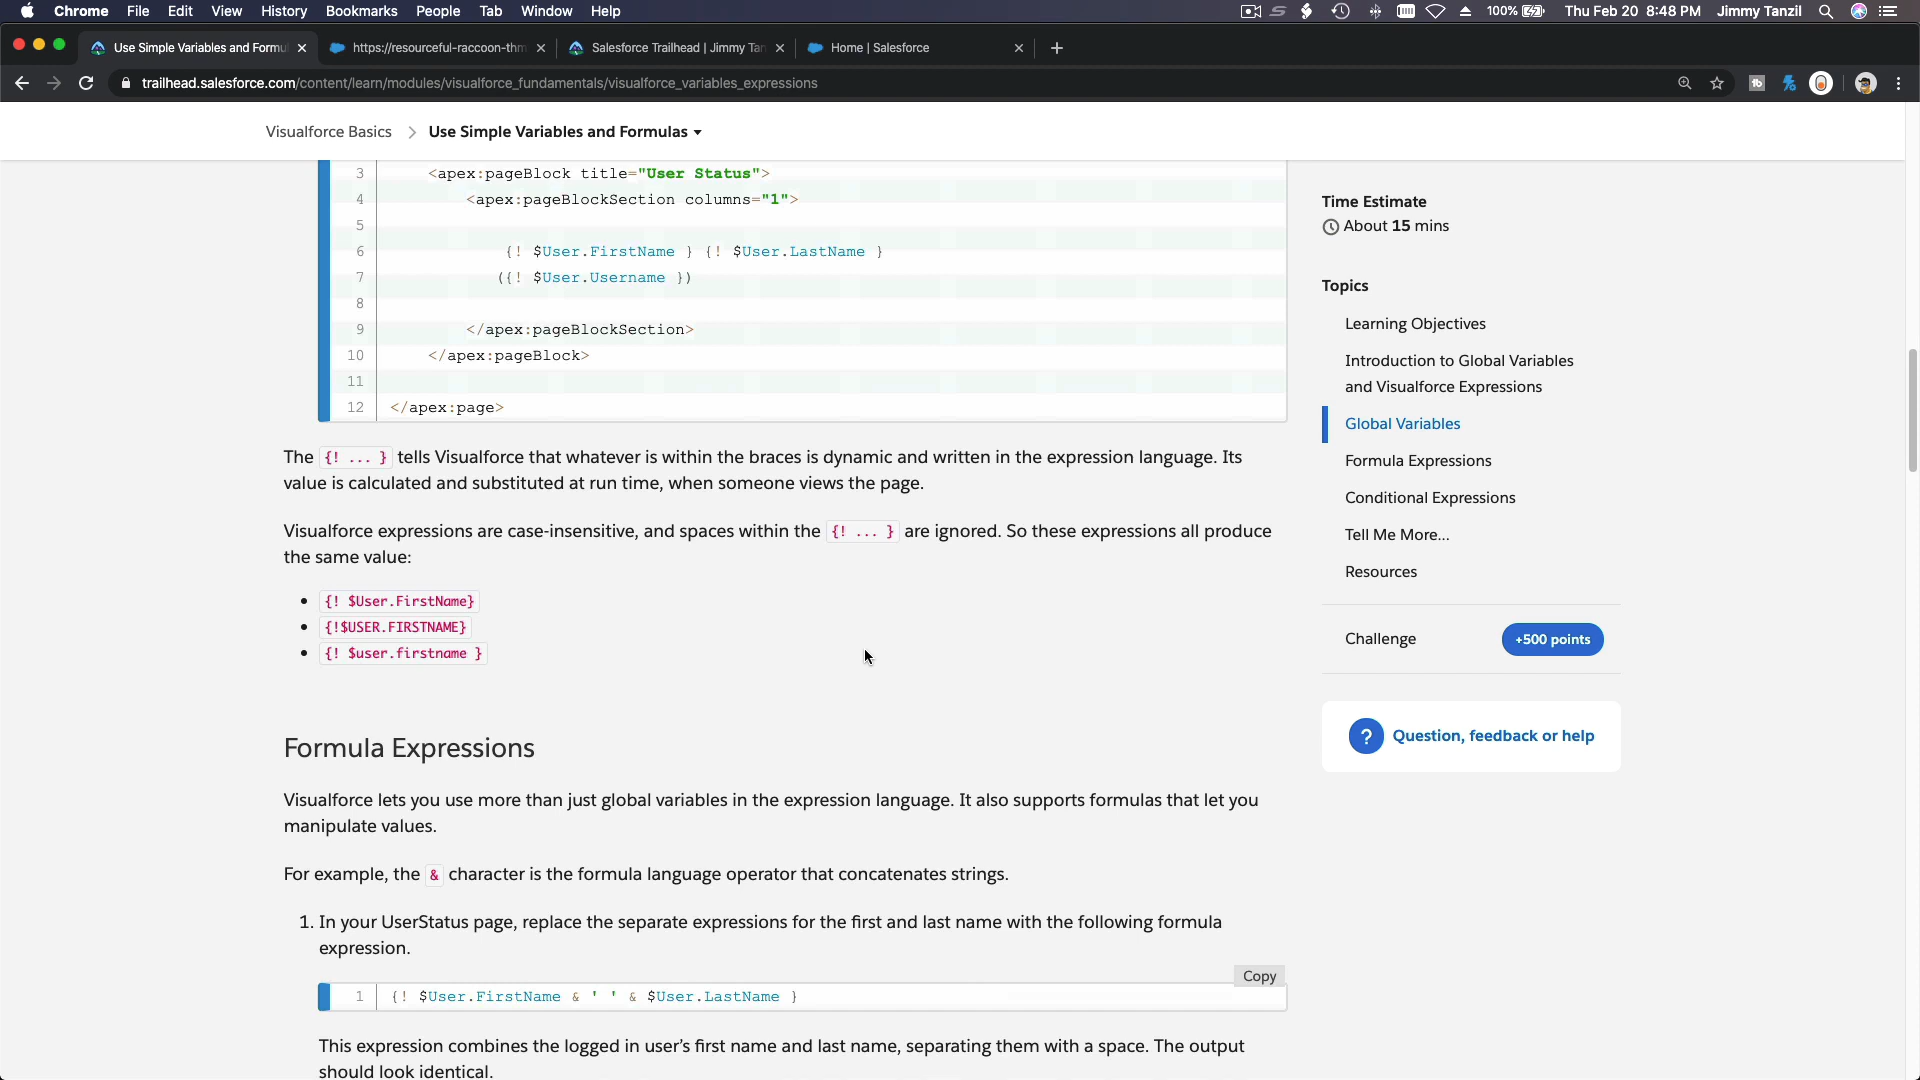 Chrome File Edit View History Bookmarks People Tab Window Help 100% Thu Feb 20 8:48 PM Jimmy Tanzil
Use Simple Variables and Formu https://resourceful-raccoon-thm Salesforce Trailhead | Jimmy Tan Home | Salesforce
trailhead.salesforce.com/content/learn/modules/visualforce_fundamentals/visualforce_variables_expressions
Visualforce Basics > Use Simple Variables and Formulas
3 <apex:pageBlock title="User Status">
4 <apex:pageBlockSection columns="1">
5
6 {! $User.FirstName } {! $User.LastName }
7 ({! $User.Username })
8
9 </apex:pageBlockSection>
10 </apex:pageBlock>
11
12 </apex:page>
The {! ... } tells Visualforce that whatever is within the braces is dynamic and written in the expression language. Its
value is calculated and substituted at run time, when someone views the page.
Visualforce expressions are case-insensitive, and spaces within the {! ... } are ignored. So these expressions all produce
the same value:
• {! $User.FirstName}
• {!$USER.FIRSTNAME}
• {! $user.firstname }
Formula Expressions
Visualforce lets you use more than just global variables in the expression language. It also supports formulas that let you
manipulate values.
For example, the & character is the formula language operator that concatenates strings.
1. In your UserStatus page, replace the separate expressions for the first and last name with the following formula
expression.
Copy
1 {! $User.FirstName & ' ' & $User.LastName }
This expression combines the logged in user’s first name and last name, separating them with a space. The output
should look identical.
Time Estimate
About 15 mins
Topics
Learning Objectives
Introduction to Global Variables
and Visualforce Expressions
Global Variables
Formula Expressions
Conditional Expressions
Tell Me More...
Resources
Challenge +500 points
? Question, feedback or help